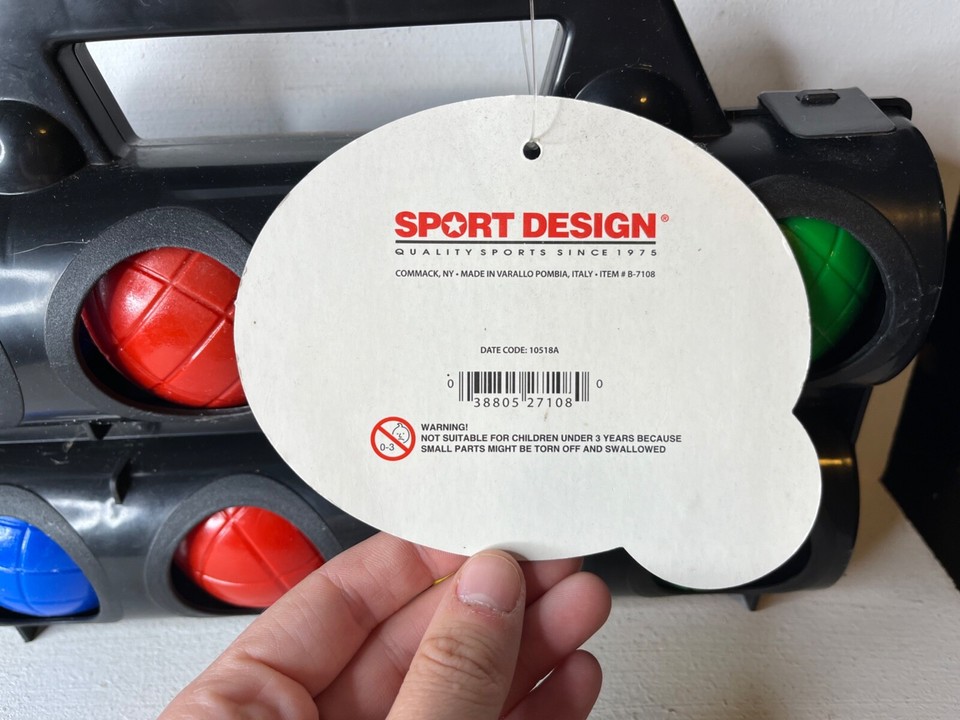 SPORT DESIGN®
QUALITY SPORTS SINCE 1975
COMMACK, NY • MADE IN VARALLO POMBIA, ITALY • ITEM # B-7108
DATE CODE: 10518A
0 38805 27108 0
0-3
WARNING!
NOT SUITABLE FOR CHILDREN UNDER 3 YEARS BECAUSE
SMALL PARTS MIGHT BE TORN OFF AND SWALLOWED